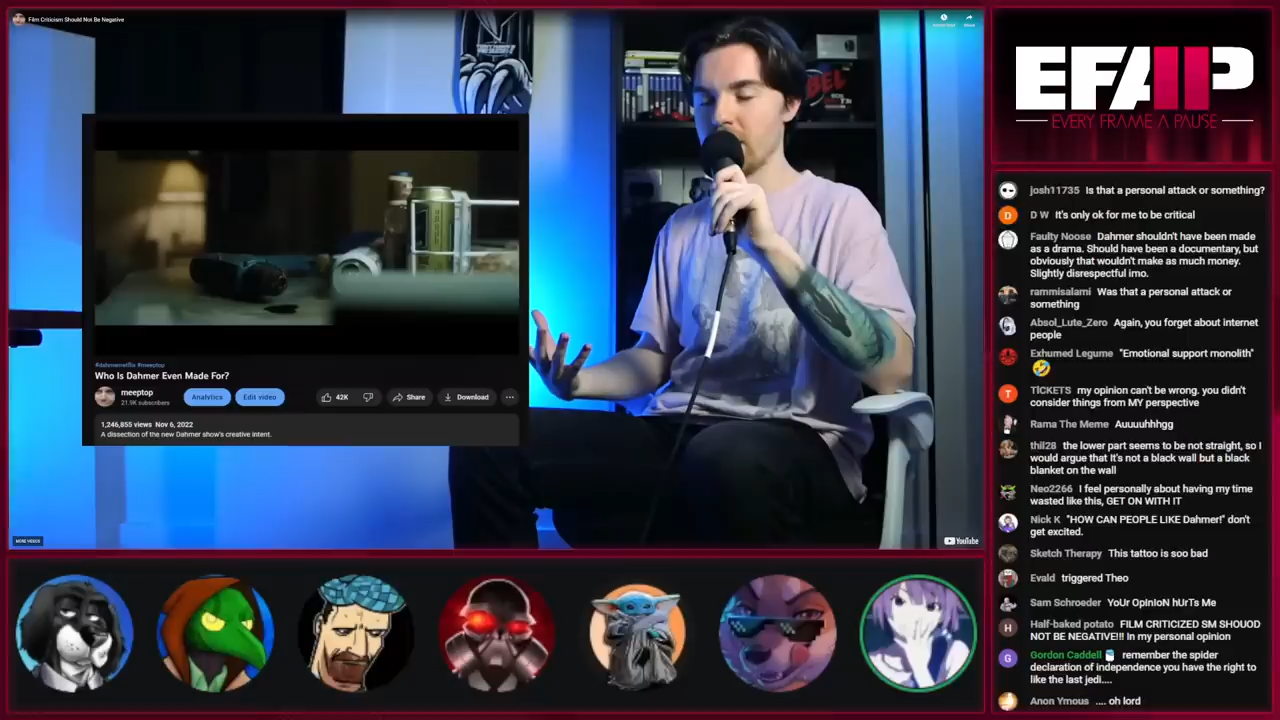 Film Criticism Should Not Be Negative
Share
#dahmernetflix #meeptop
Who Is Dahmer Even Made For?
meeptop
21.9K subscribers
Analytics
Edit video
42K
Share
Download
1,246,855 views Nov 6, 2022
A dissection of the new Dahmer show's creative intent.
MORE VIDEOS
YouTube
EFAP
EVERY FRAME A PAUSE
josh11735 Is that a personal attack or something?
D W It's only ok for me to be critical
Faulty Noose Dahmer shouldn't have been made
as a drama. Should have been a documentary, but
obviously that wouldn't make as much money.
Slightly disrespectful imo.
rammisalami Was that a personal attack or
something
Absol_Lute_Zero Again, you forget about internet
people
Exhumed Legume "Emotional support monolith"
🤣
TICKETS my opinion can't be wrong. you didn't
consider things from MY perspective
Rama The Meme Auuuuhhgg
thil28 the lower part seems to be not straight, so I
would argue that It's not a black wall but a black
blanket on the wall
Neo2266 I feel personally about having my time
wasted like this, GET ON WITH IT
Nick K "HOW CAN PEOPLE LIKE Dahmer!" don't
get excited.
Sketch Therapy This tattoo is soo bad
Evald triggered Theo
Sam Schroeder YoUr OpInIoN hUrTs Me
Half-baked potato FILM CRITICIZED SM SHOUOD
NOT BE NEGATIVE!!! In my personal opinion
Gordon Caddell remember the spider
declaration of independence you have the right to
like the last jedi....
Anon Ymous .... oh lord